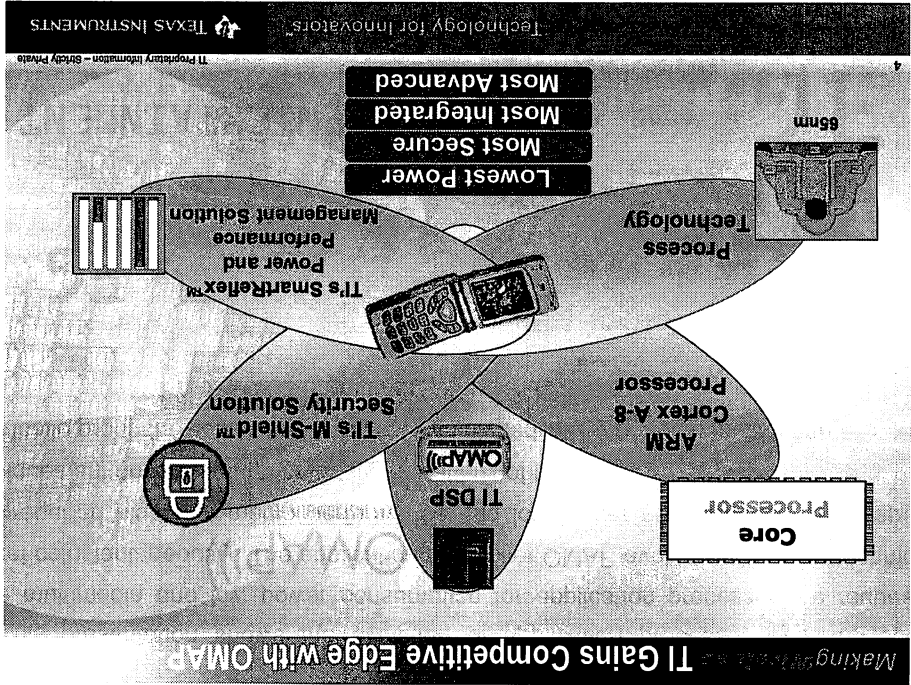 Making
TI Gains Competitive Edge with OMAP
Core
Processor
TI DSP
OMAP
ARM
Cortex A-8
Processor
TI's M-Shield™
Security Solution
Process
Technology
65nm
TI's SmartReflex™
Power and
Performance
Management Solution
Lowest Power
Most Secure
Most Integrated
Most Advanced
4
TI Proprietary Information – Strictly Private
Technology for Innovators™
TEXAS INSTRUMENTS